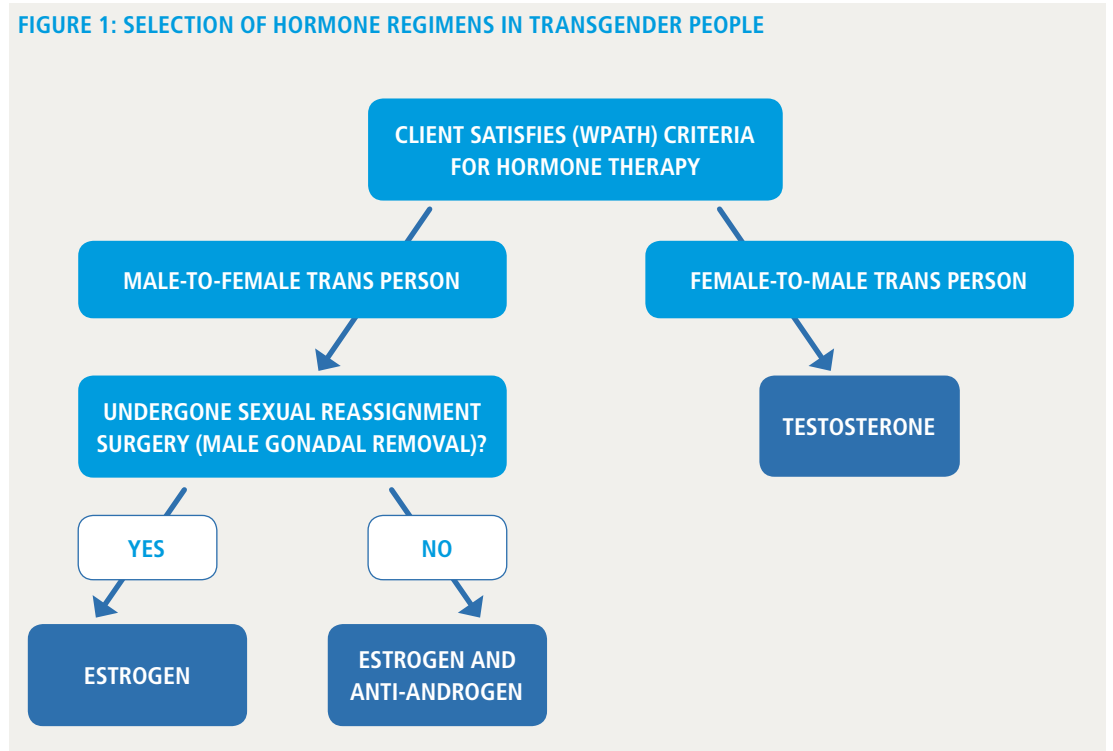 FIGURE 1: SELECTION OF HORMONE REGIMENS IN TRANSGENDER PEOPLE
CLIENT SATISFIES (WPATH) CRITERIA
FOR HORMONE THERAPY
MALE-TO-FEMALE TRANS PERSON
FEMALE-TO-MALE TRANS PERSON
UNDERGONE SEXUAL REASSIGNMENT
SURGERY (MALE GONADAL REMOVAL)?
TESTOSTERONE
YES
NO
ESTROGEN
ESTROGEN AND
ANTI-ANDROGEN